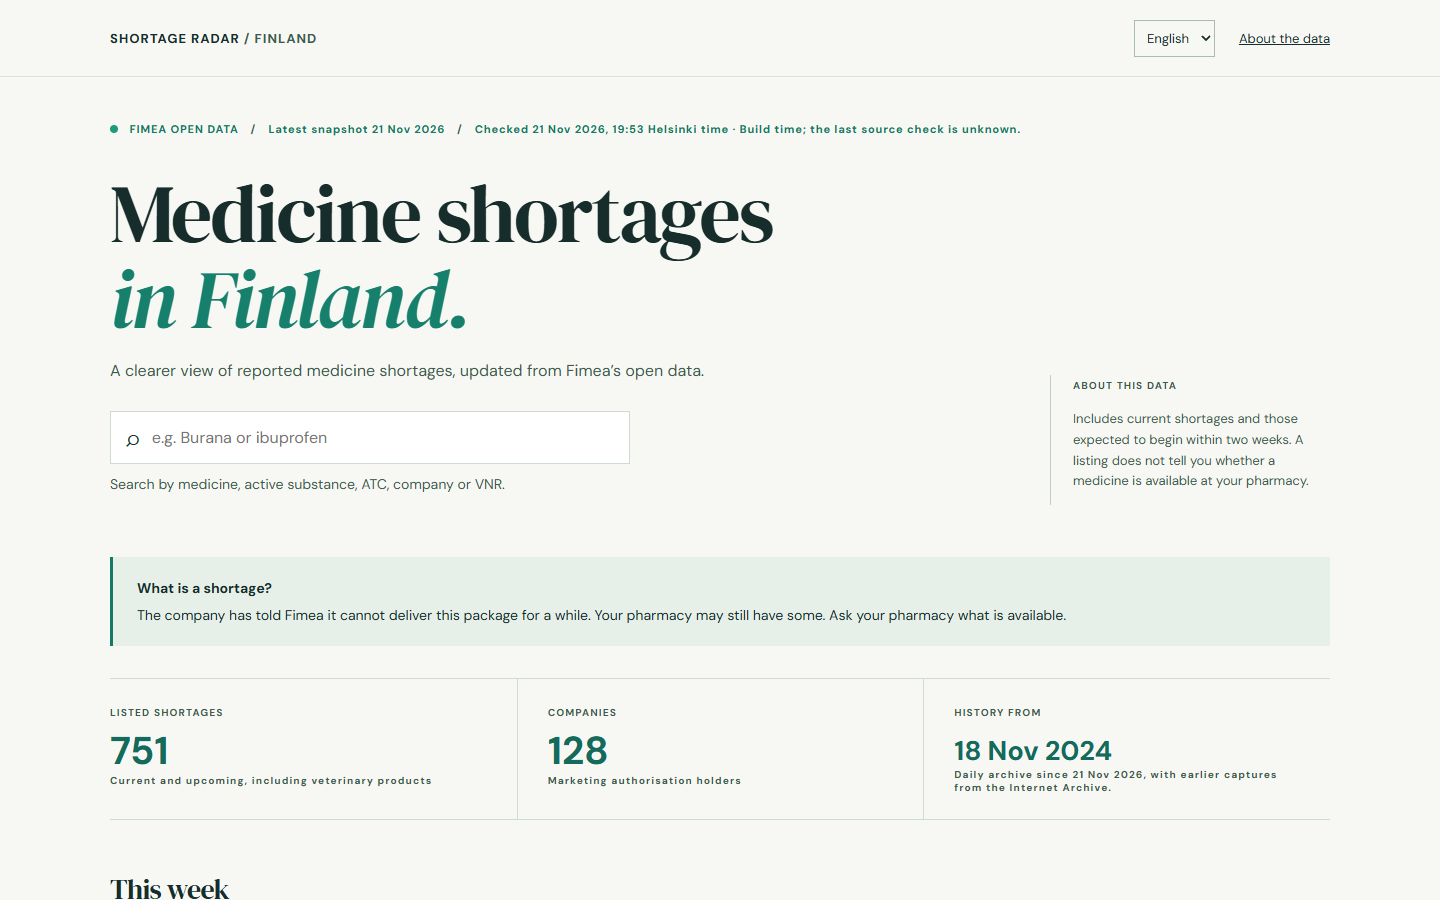 SHORTAGE RADAR / FINLAND
English
About the data
FIMEA OPEN DATA / Latest snapshot 21 Nov 2026 / Checked 21 Nov 2026, 19:53 Helsinki time · Build time; the last source check is unknown.
Medicine shortages
in Finland.
A clearer view of reported medicine shortages, updated from Fimea’s open data.
e.g. Burana or ibuprofen
Search by medicine, active substance, ATC, company or VNR.
ABOUT THIS DATA
Includes current shortages and those
expected to begin within two weeks. A
listing does not tell you whether a
medicine is available at your pharmacy.
What is a shortage?
The company has told Fimea it cannot deliver this package for a while. Your pharmacy may still have some. Ask your pharmacy what is available.
LISTED SHORTAGES
751
Current and upcoming, including veterinary products
COMPANIES
128
Marketing authorisation holders
HISTORY FROM
18 Nov 2024
Daily archive since 21 Nov 2026, with earlier captures
from the Internet Archive.
This week